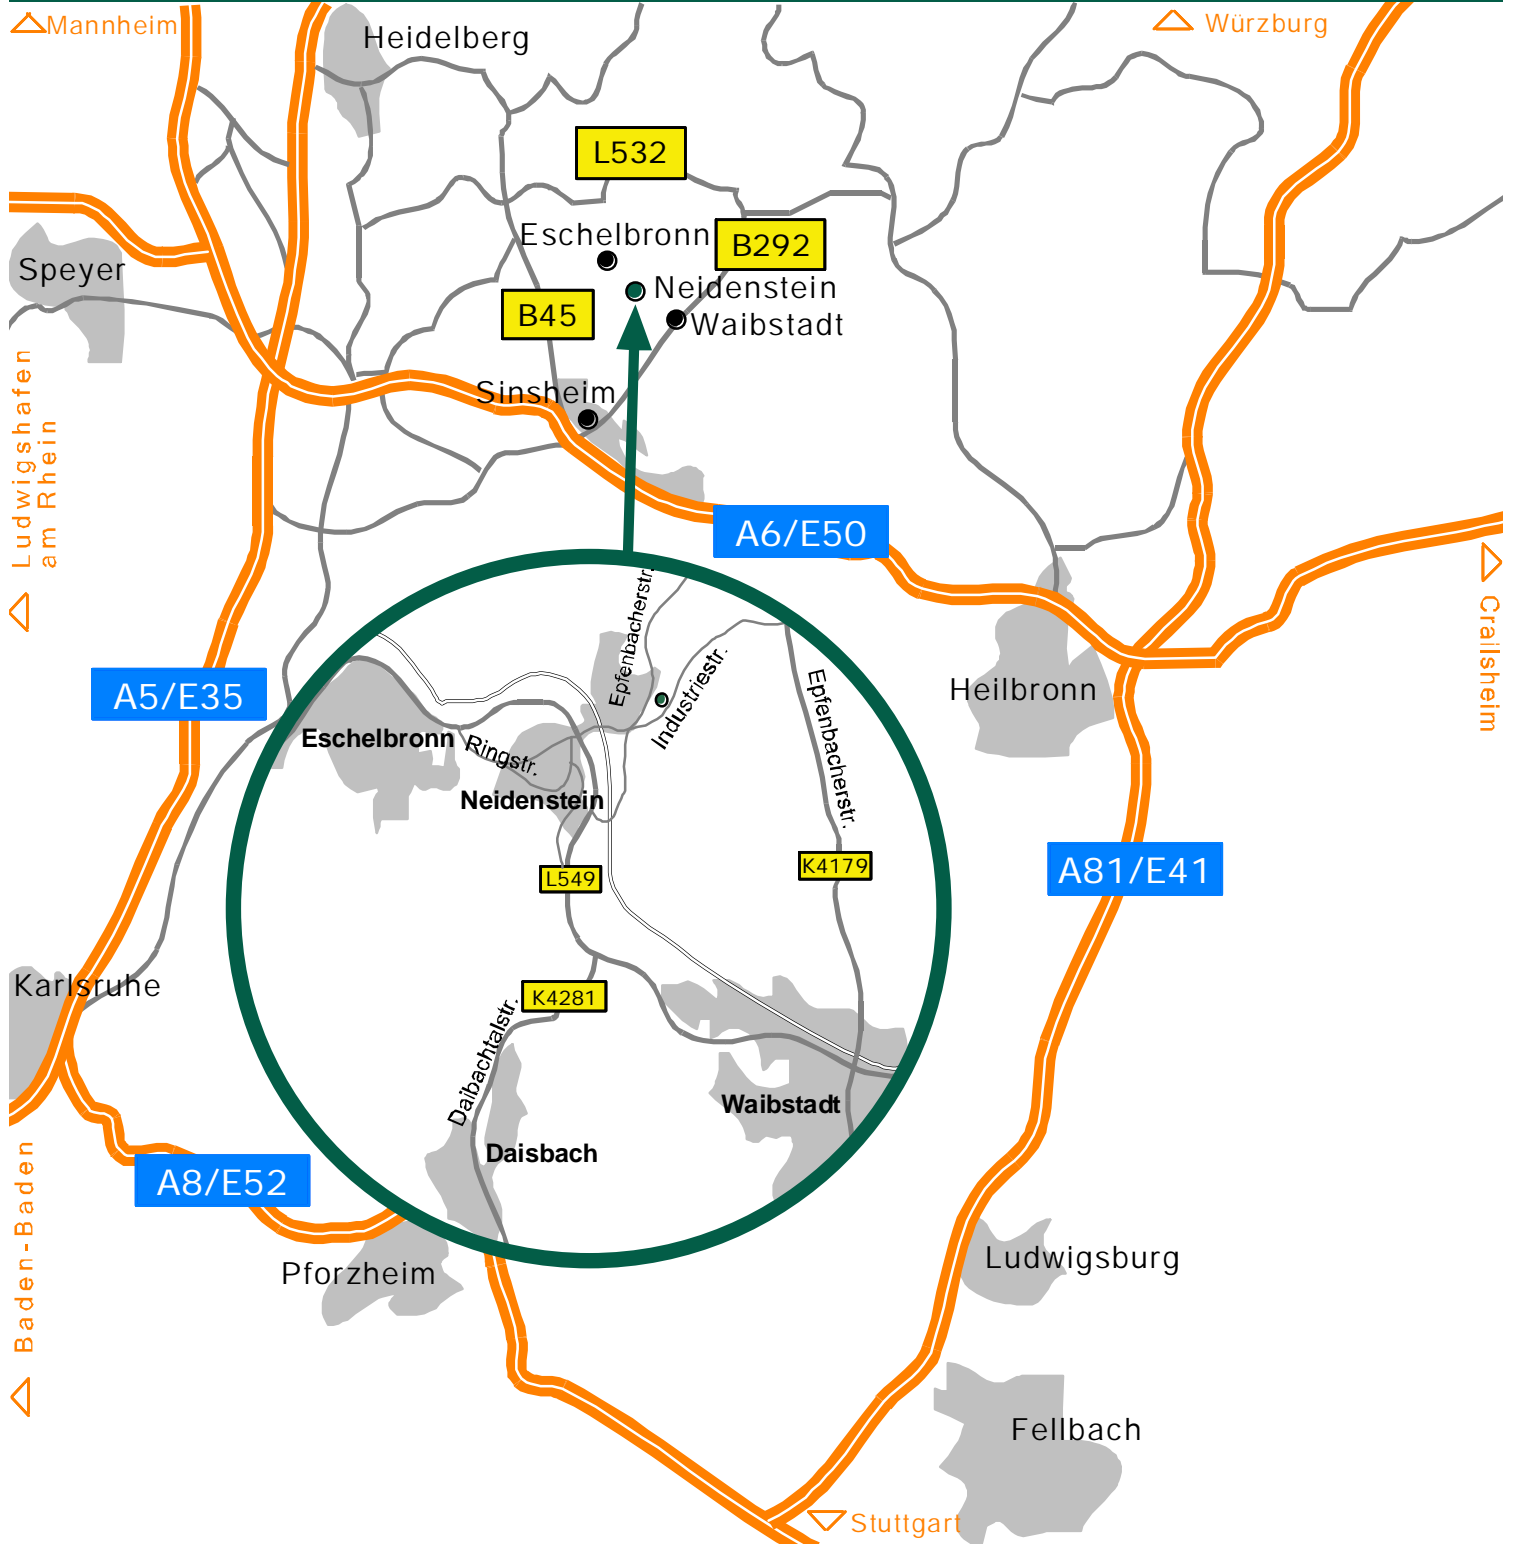 Mannheim
Würzburg
Heidelberg
L532
Eschelbronn
B292
Speyer
Neidenstein
B45
Waibstadt
Sinsheim
Ludwigshafen
am Rhein
A6/E50
Crailsheim
Epfenbacherstr.
Industriestr.
Epfenbacherstr.
A5/E35
Heilbronn
Eschelbronn
Ringstr.
Neidenstein
L549
K4179
A81/E41
Karlsruhe
K4281
Daibachtalstr.
Waibstadt
Daisbach
A8/E52
Baden-Baden
Pforzheim
Ludwigsburg
Fellbach
Stuttgart